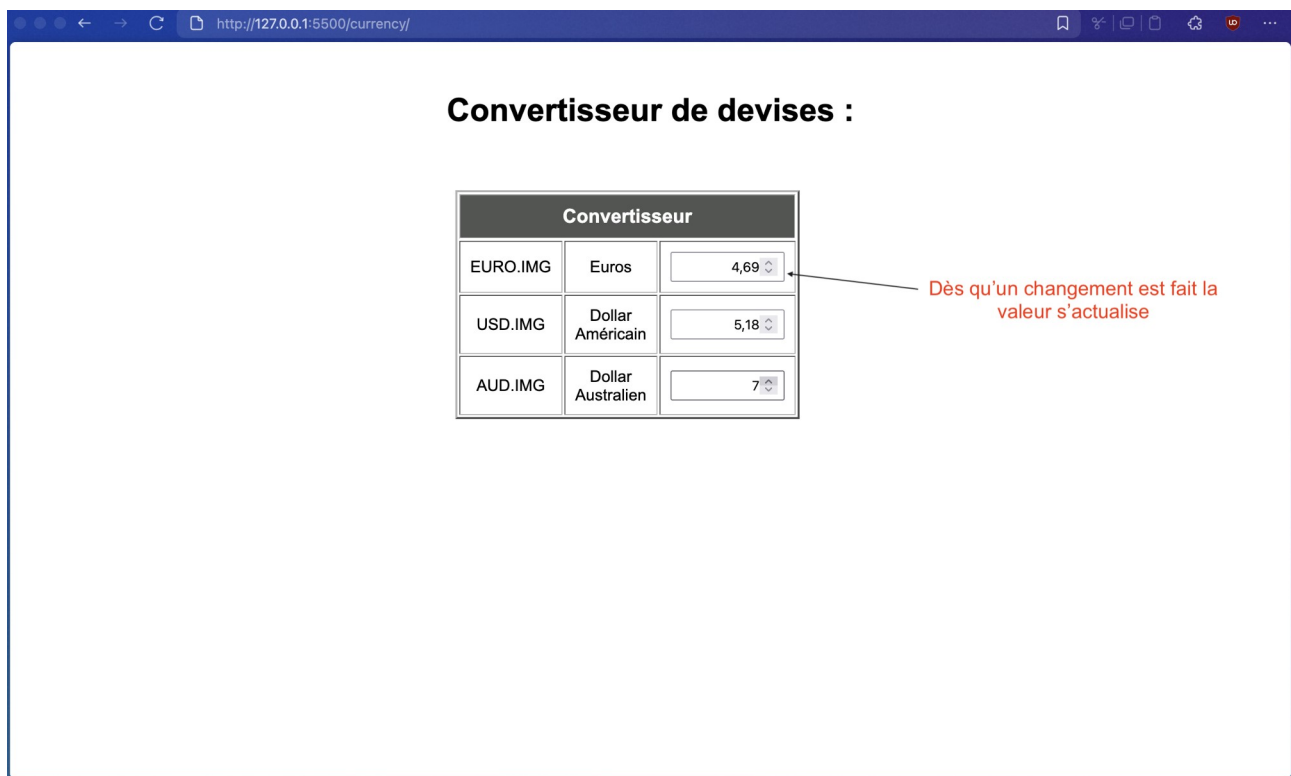 http://127.0.0.1:5500/currency/
Convertisseur de devises :
Convertisseur
EURO.IMG
Euros
4,69
USD.IMG
Dollar
Américain
5,18
AUD.IMG
Dollar
Australien
7
Dès qu'un changement est fait la
valeur s'actualise